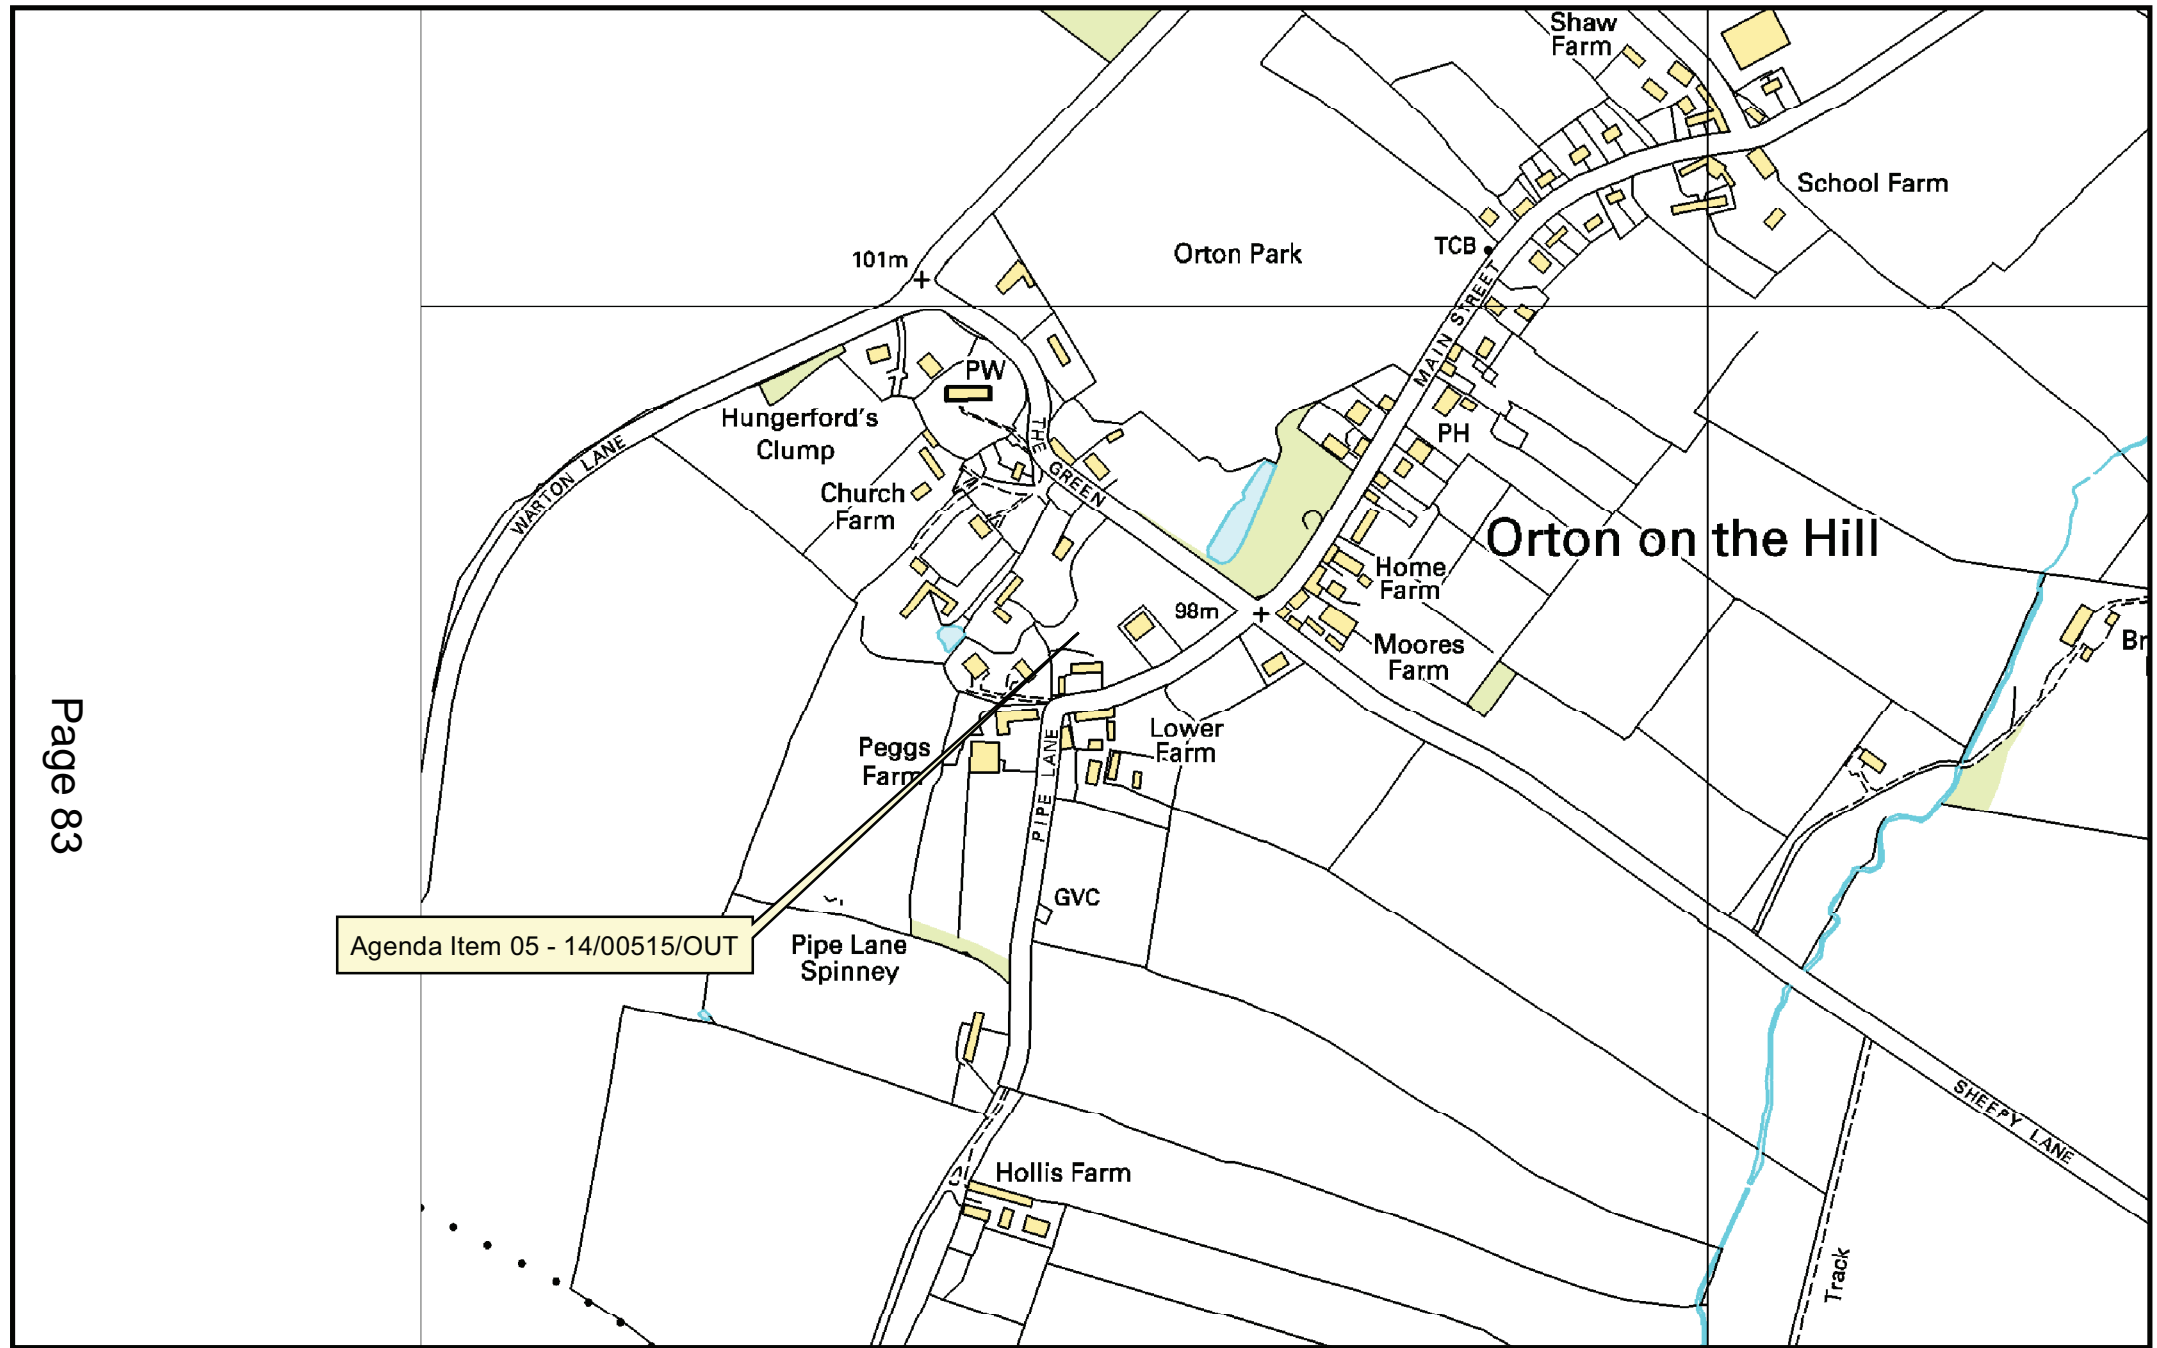 Shaw
Farm
School Farm
TCB
Orton Park
101m
MAIN STREET
PW
Hungerford's
Clump
THE
GREEN
PH
WARTON LANE
Church
Farm
Orton on the Hill
Home
Farm
98m
Moores
Farm
Br
Page 83
Peggs
Farm
Lower
Farm
PIPE LANE
GVC
Agenda Item 05 - 14/00515/OUT
Pipe Lane
Spinney
SHEEPY LANE
Hollis Farm
Track